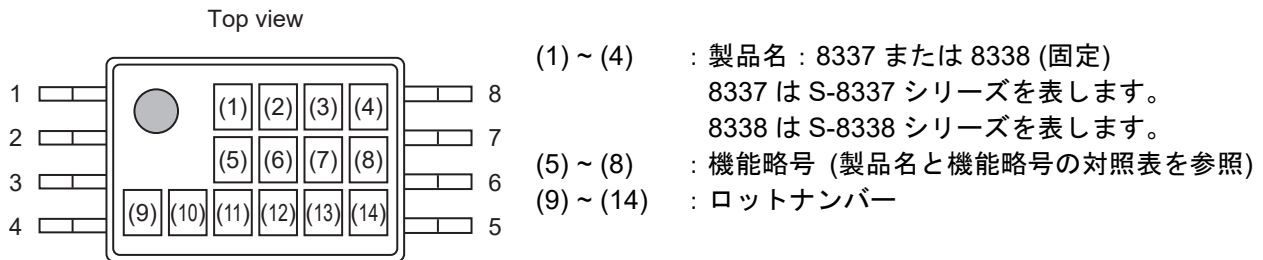 Top view
1
2
3
4
8
7
6
5
(1) (2) (3) (4)
(5) (6) (7) (8)
(9) (10) (11) (12) (13) (14)
(1) ~ (4) : 製品名 : 8337 または 8338 (固定)
8337 は S-8337 シリーズを表します。
8338 は S-8338 シリーズを表します。
(5) ~ (8) : 機能略号 (製品名と機能略号の対照表を参照)
(9) ~ (14) : ロットナンバー